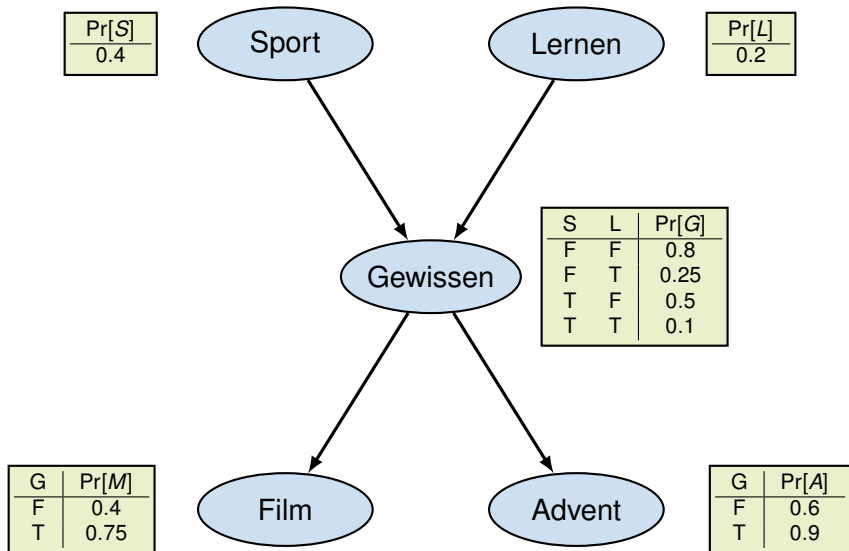 Pr[S]
0.4
Sport
Lernen
Pr[L]
0.2
Gewissen
S L Pr[G]
F F 0.8
F T 0.25
T F 0.5
T T 0.1
G Pr[M]
F 0.4
T 0.75
Film
Advent
G Pr[A]
F 0.6
T 0.9